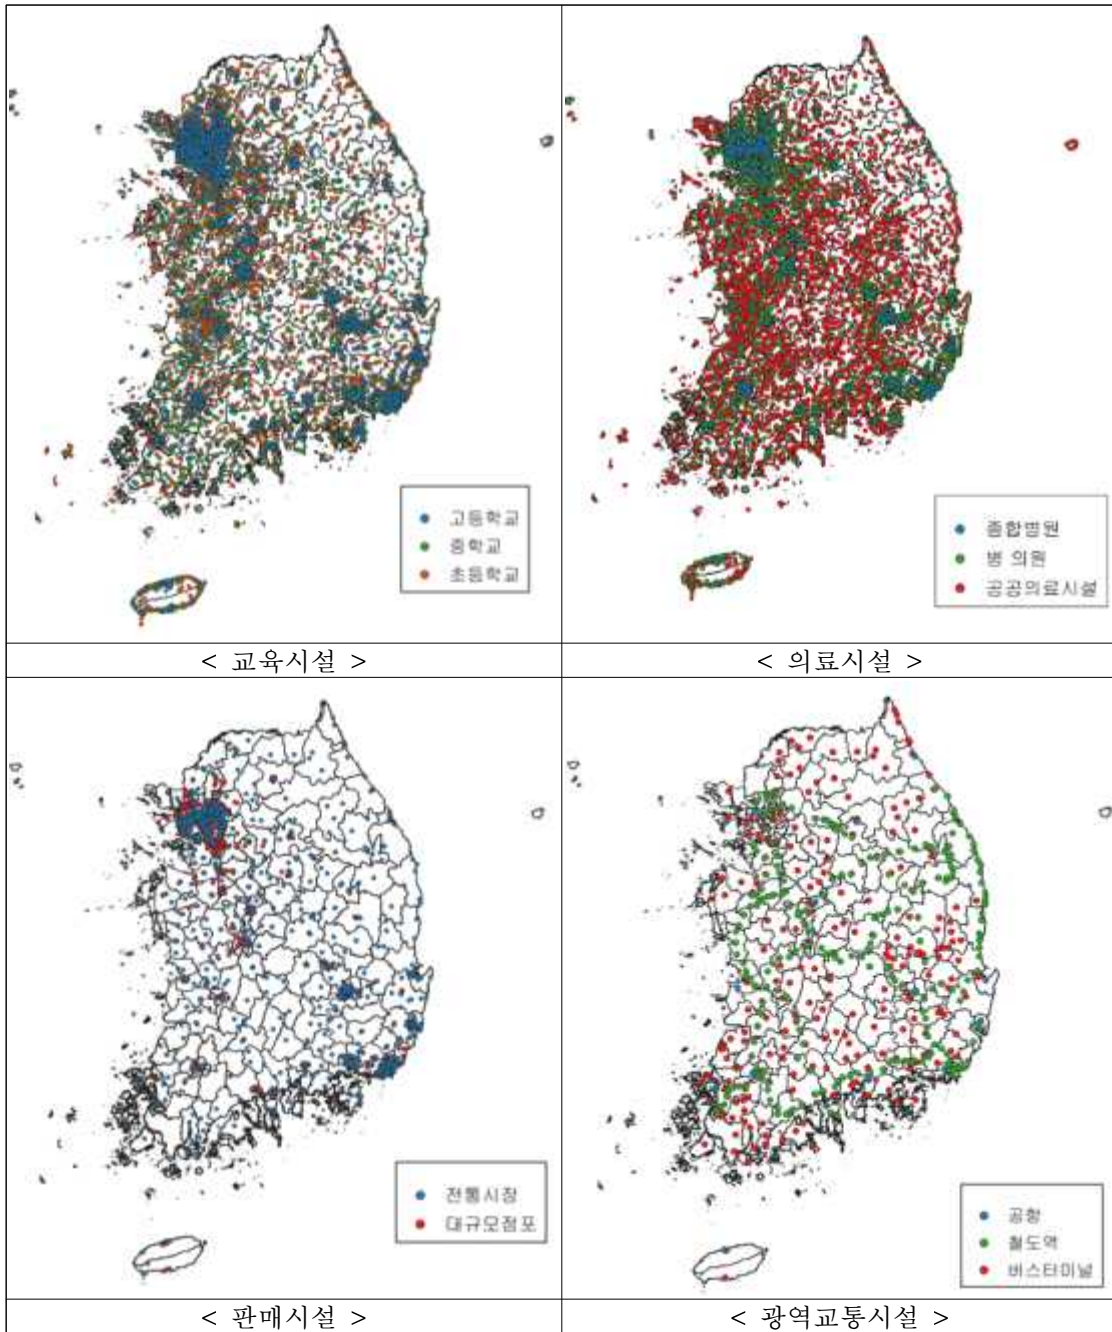 고등학교
중학교
초등학교
종합병원
병 의원
공공의료시설
< 교육시설 >
< 의료시설 >
전통시장
대규모점포
공항
철도역
버스터미널
< 판매시설 >
< 광역교통시설 >